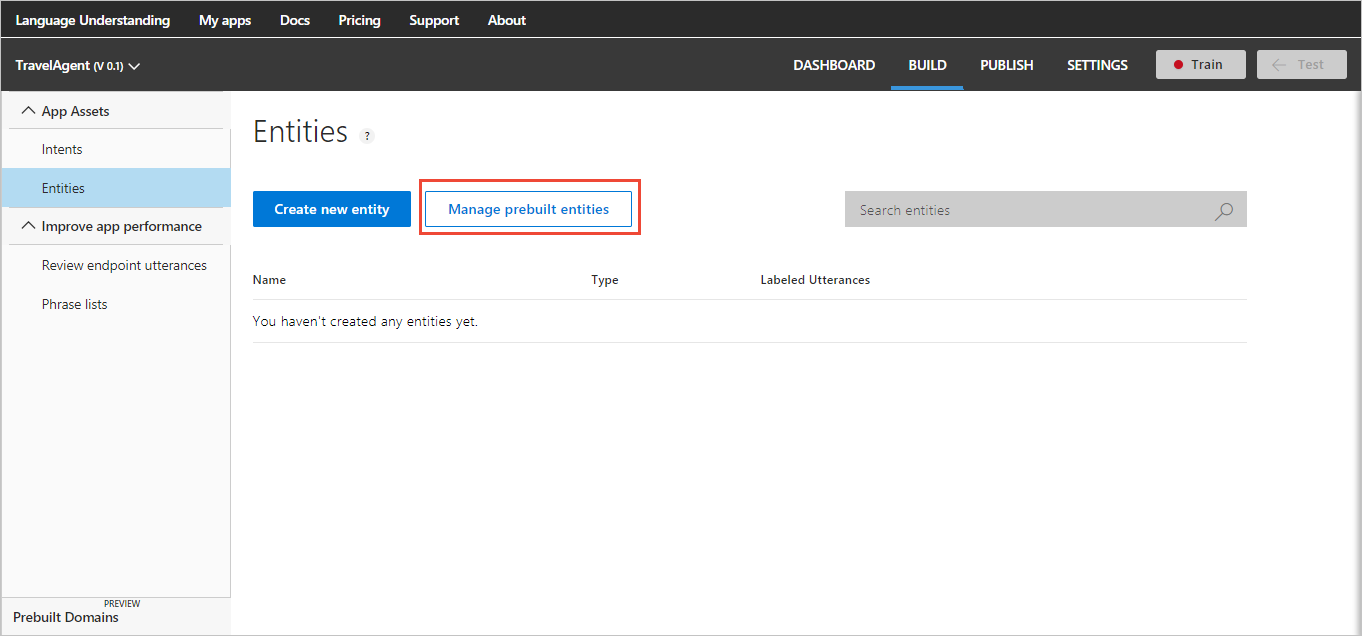 Language Understanding My apps Docs Pricing Support About
TravelAgent (V 0.1) DASHBOARD BUILD PUBLISH SETTINGS Train Test
App Assets
Intents
Entities
Improve app performance
Review endpoint utterances
Phrase lists
PREVIEW
Prebuilt Domains
Entities ?
Create new entity Manage prebuilt entities Search entities
Name Type Labeled Utterances
You haven't created any entities yet.